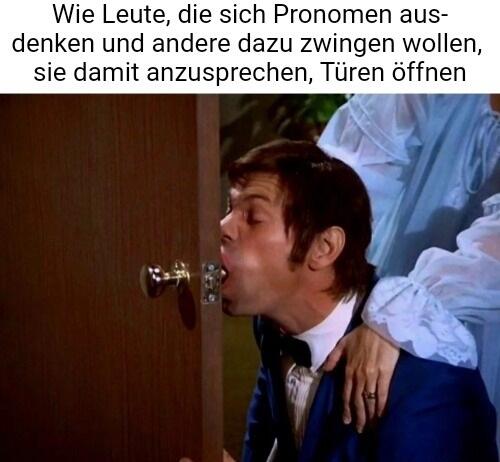 Wie Leute, die sich Pronomen aus-
denken und andere dazu zwingen wollen,
sie damit anzusprechen, Türen öffnen